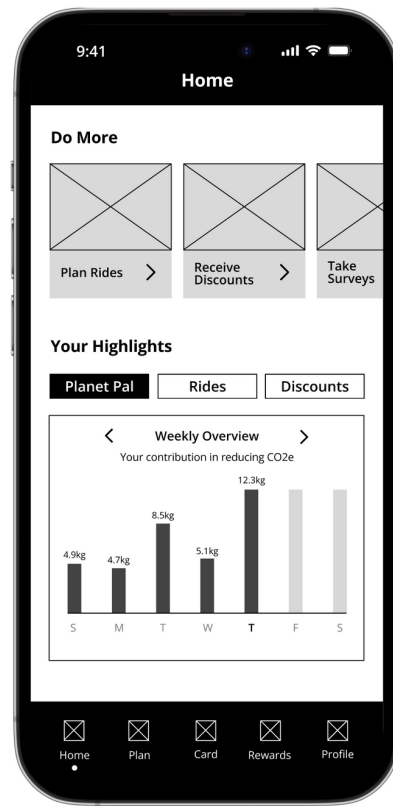 9:41
Home
Do More
Plan Rides
Receive
Discounts
Take
Surveys
Your Highlights
Planet Pal
Rides
Discounts
Weekly Overview
Your contribution in reducing CO2e
12.3kg
8.5kg
5.1kg
4.9kg
4.7kg
S M T W T F S
Home Plan Card Rewards Profile